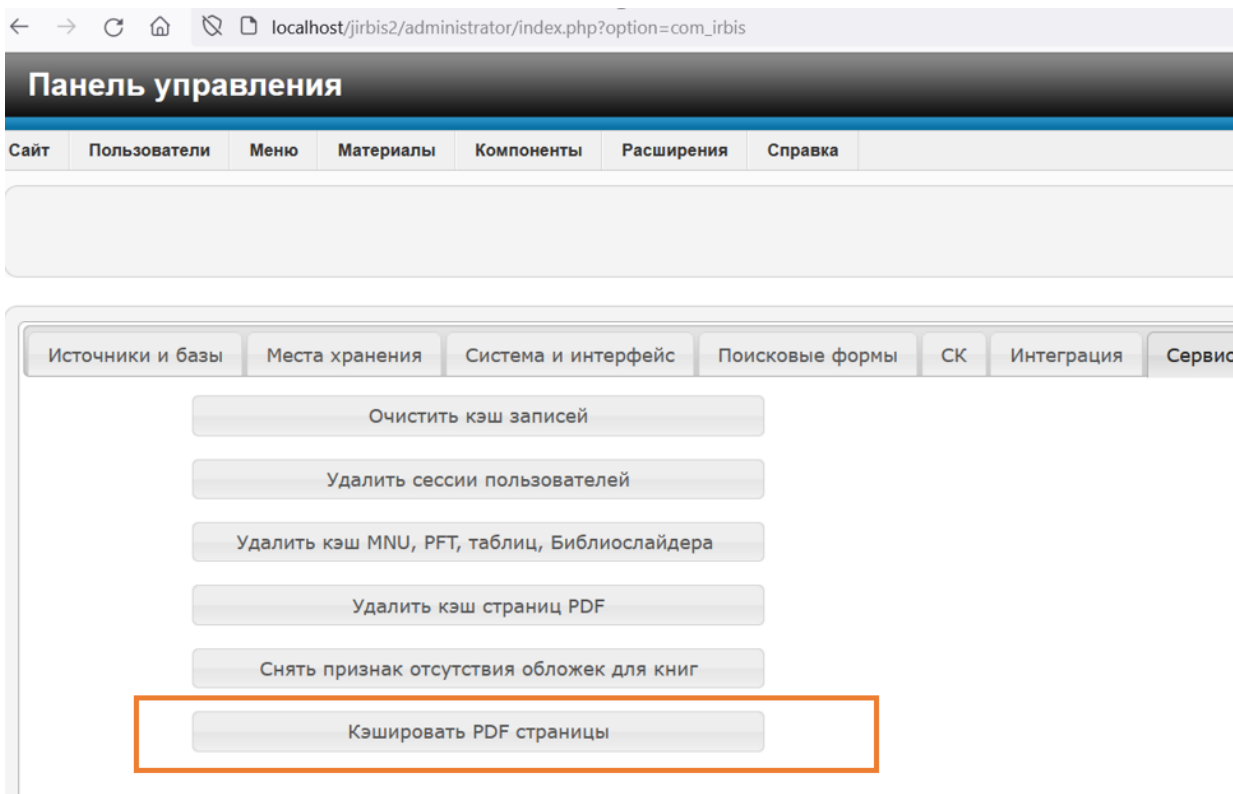 localhost/jirbis2/administrator/index.php?option=com_irbis
Панель управления
Сайт Пользователи Меню Материалы Компоненты Расширения Справка
Источники и базы Места хранения Система и интерфейс Поисковые формы СК Интеграция Сервис
Очистить кэш записей
Удалить сессии пользователей
Удалить кэш MNU, PFT, таблиц, Библиослайдера
Удалить кэш страниц PDF
Снять признак отсутствия обложек для книг
Кэшировать PDF страницы